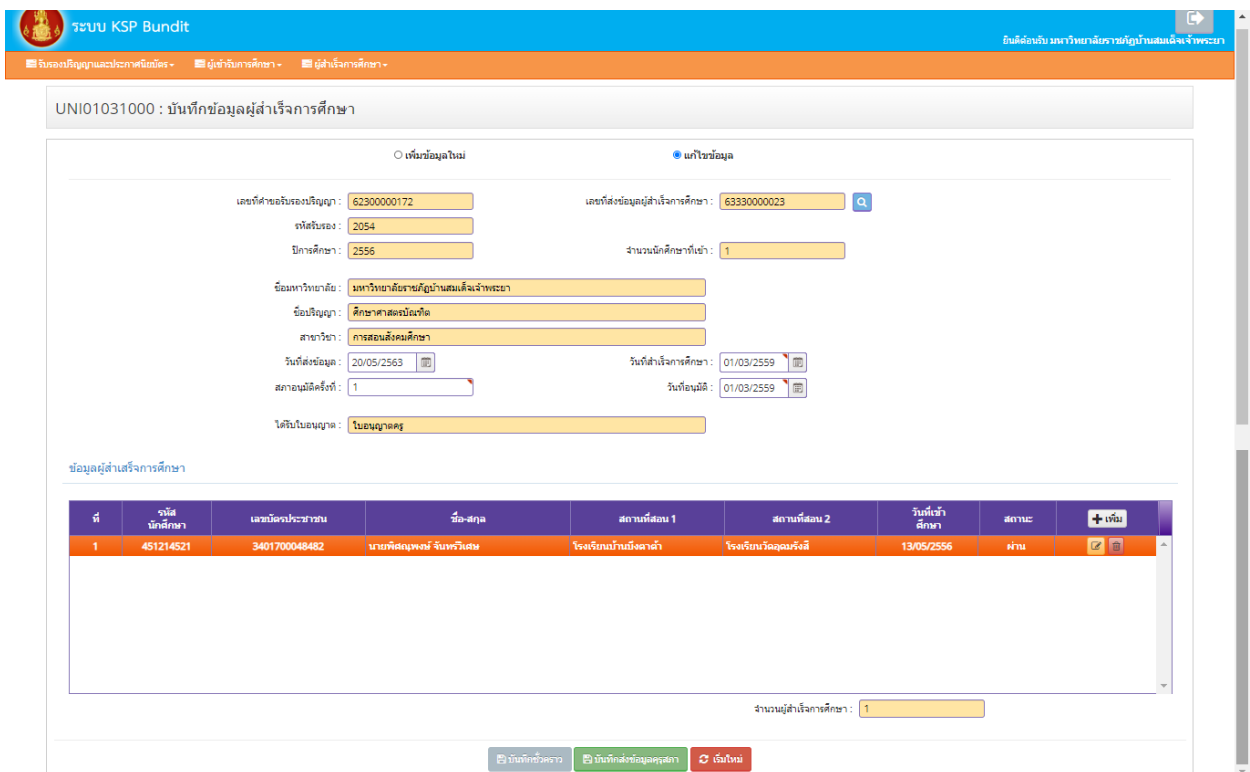 ระบบ KSP Bundit
ยินดีต้อนรับ มหาวิทยาลัยราชภัฏบ้านสมเด็จเจ้าพระยา
รับรองปริญญาและประกาศนียบัตร ผู้เข้ารับการศึกษา ผู้สำเร็จการศึกษา
UNI01031000 : บันทึกข้อมูลผู้สำเร็จการศึกษา
เพิ่มข้อมูลใหม่ แก้ไขข้อมูล
เลขที่คำขอรับรองปริญญา : 62300000172 เลขที่ส่งข้อมูลผู้สำเร็จการศึกษา : 63330000023
รหัสรับรอง : 2054
ปีการศึกษา : 2556 จำนวนนักศึกษาที่เข้า : 1
ชื่อมหาวิทยาลัย : มหาวิทยาลัยราชภัฏบ้านสมเด็จเจ้าพระยา
ชื่อปริญญา : ศึกษาศาสตรบัณฑิต
สาขาวิชา : การสอนสังคมศึกษา
วันที่ส่งข้อมูล : 20/05/2563 วันที่สำเร็จการศึกษา : 01/03/2559
สภาอนุมัติครั้งที่ : 1 วันที่อนุมัติ : 01/03/2559
ได้รับใบอนุญาต : ใบอนุญาตครู
ข้อมูลผู้สำเสร็จการศึกษา
ที่ รหัสนักศึกษา เลขบัตรประชาชน ชื่อ-สกุล สถานที่สอน 1 สถานที่สอน 2 วันที่เข้าศึกษา สถานะ เพิ่ม
1 451214521 3401700048482 นายพิศณุพงษ์ จันทร์วิเศษ โรงเรียนบ้านบึงตาต้า โรงเรียนวัดอุดมรังสี 13/05/2556 ผ่าน
จำนวนผู้สำเร็จการศึกษา : 1
บันทึกชั่วคราว บันทึกส่งข้อมูลคุรุสภา เริ่มใหม่